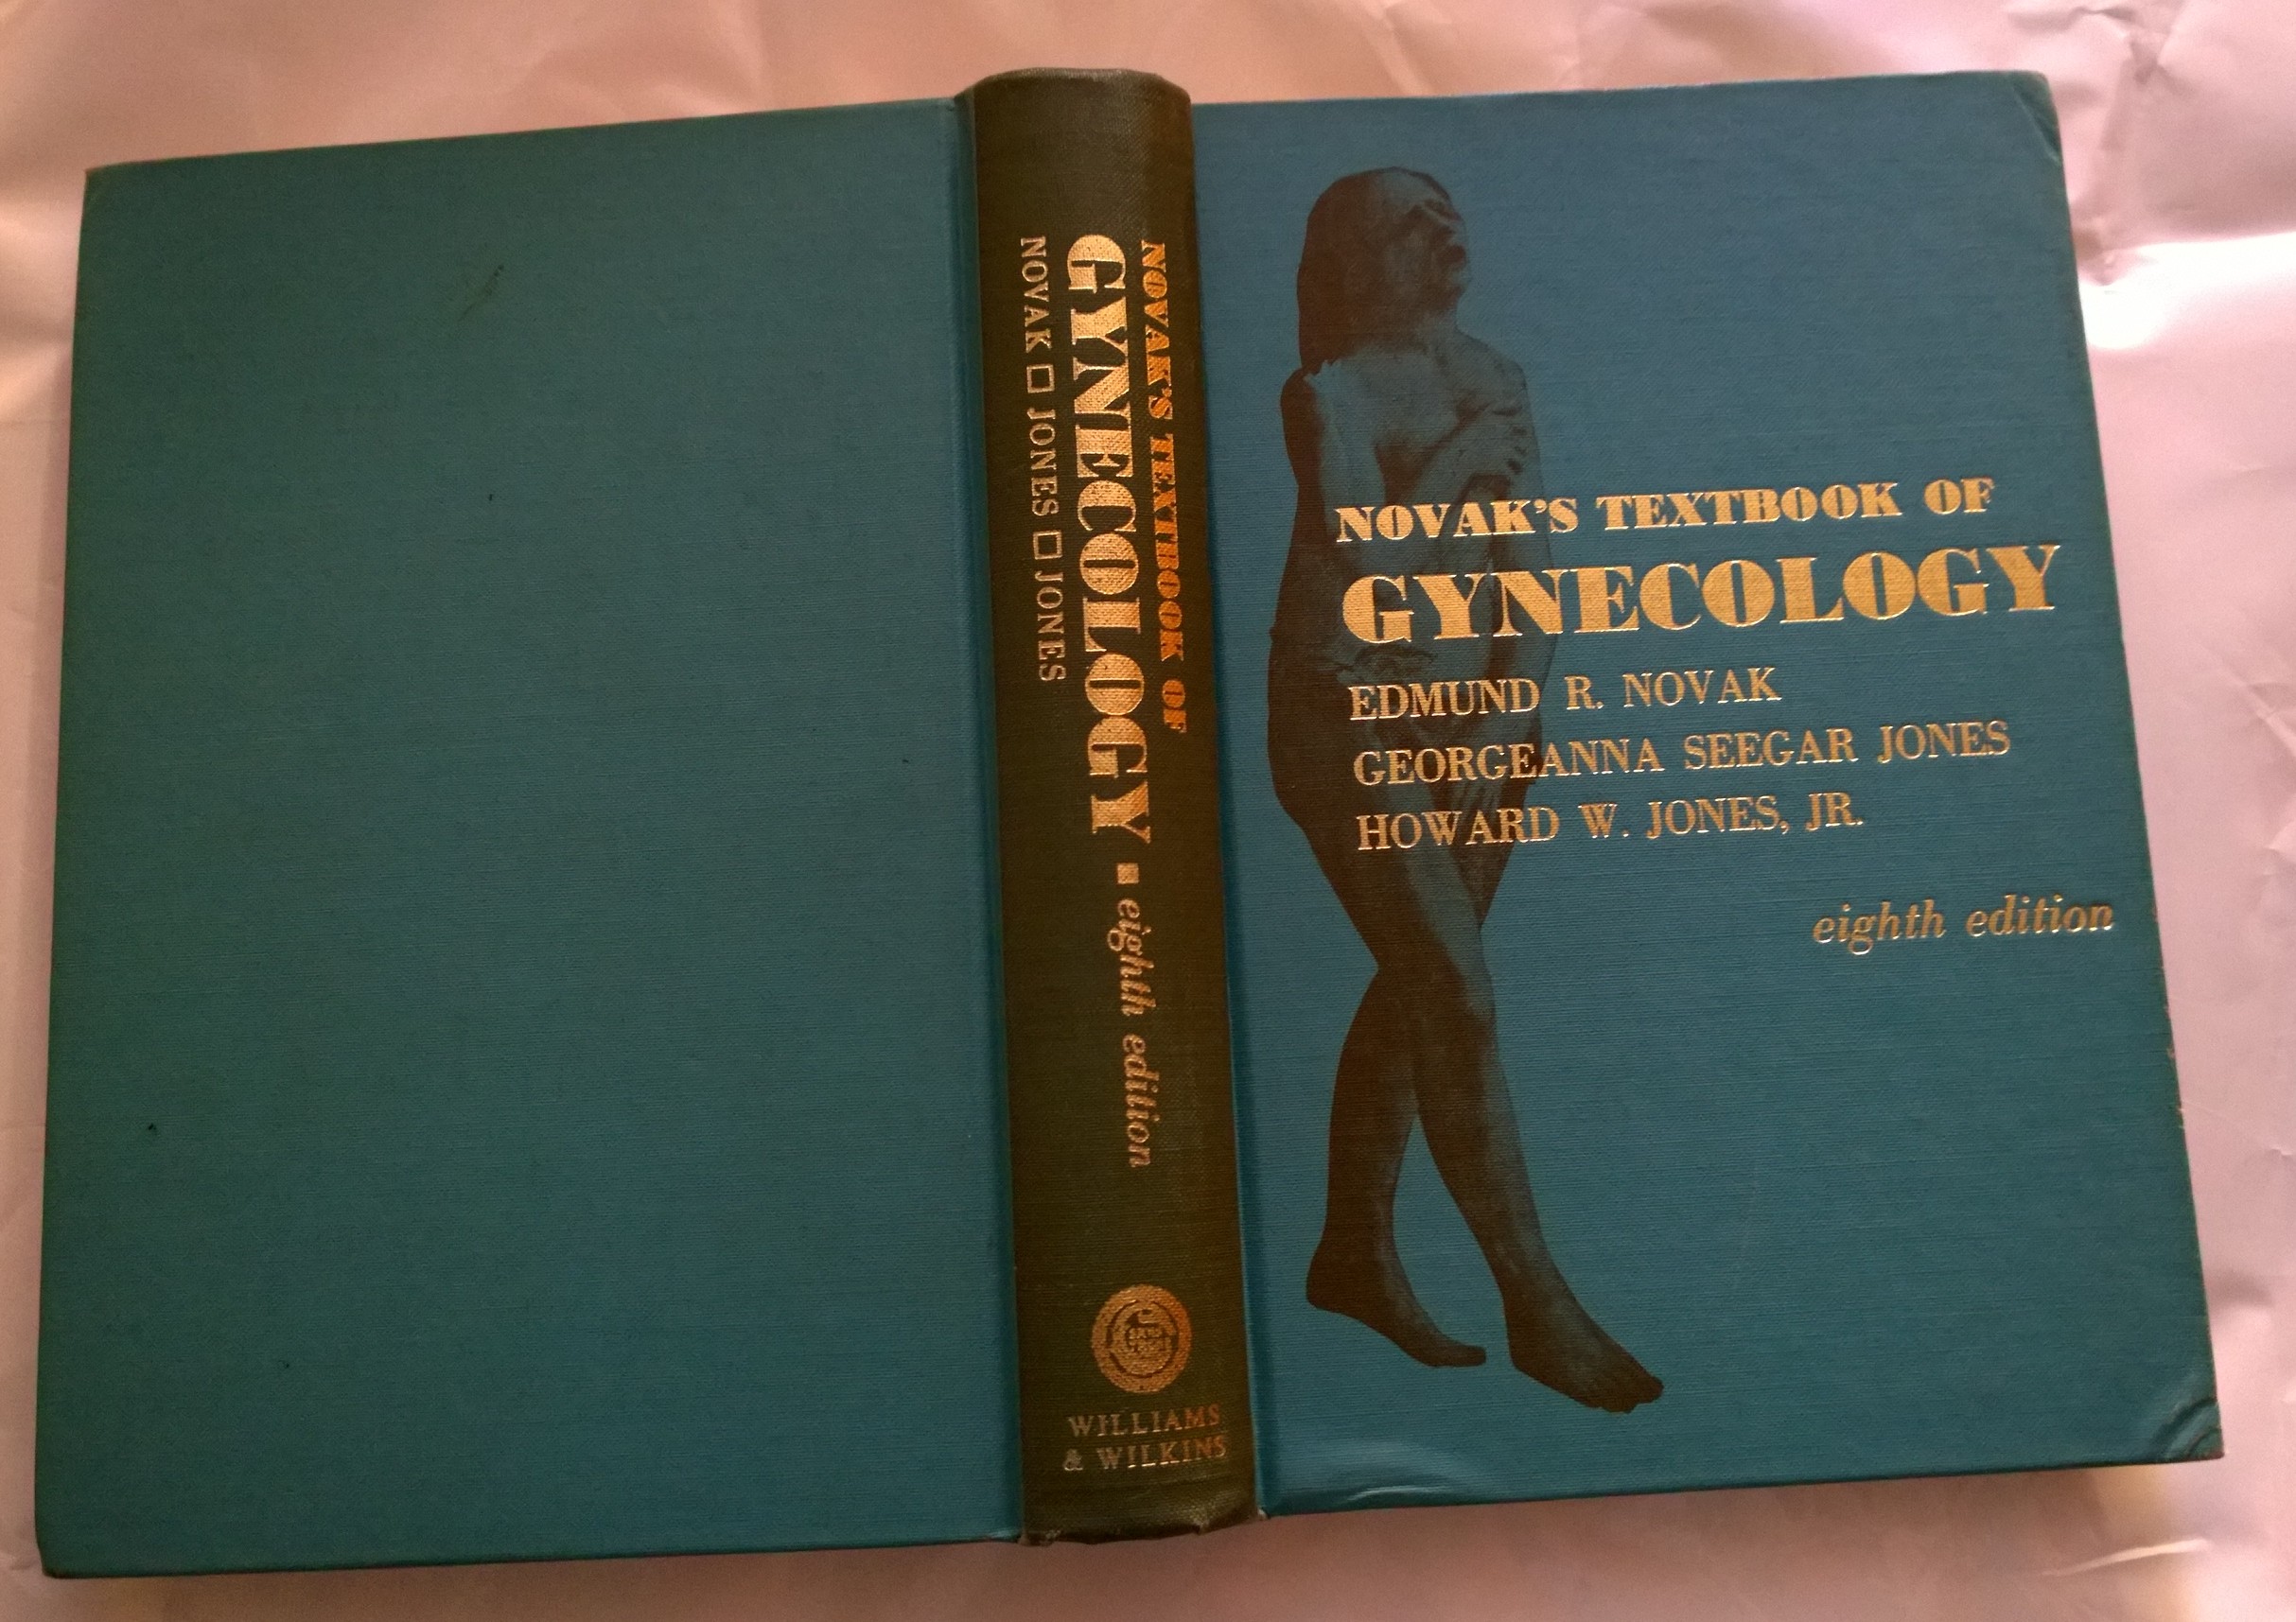 NOVAK'S TEXTBOOK OF
GYNECOLOGY ▪ eighth edition
NOVAK □ JONES □ JONES
WILLIAMS
& WILKINS
NOVAK'S TEXTBOOK OF
GYNECOLOGY
EDMUND R. NOVAK
GEORGEANNA SEEGAR JONES
HOWARD W. JONES, JR.
eighth edition